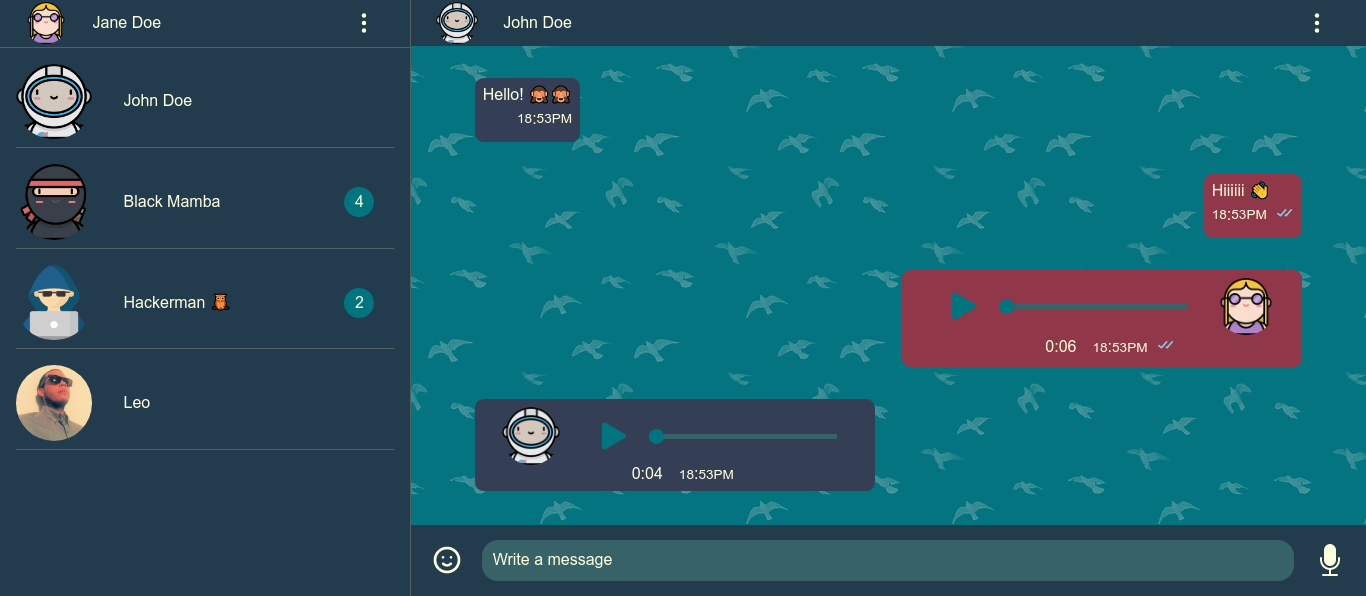 Jane Doe
John Doe
Black Mamba
4
Hackerman
2
Leo
John Doe
Hello! 🙈🙈
18:53PM
Hiiiiii 👏
18:53PM
0:06 18:53PM
0:04 18:53PM
Write a message